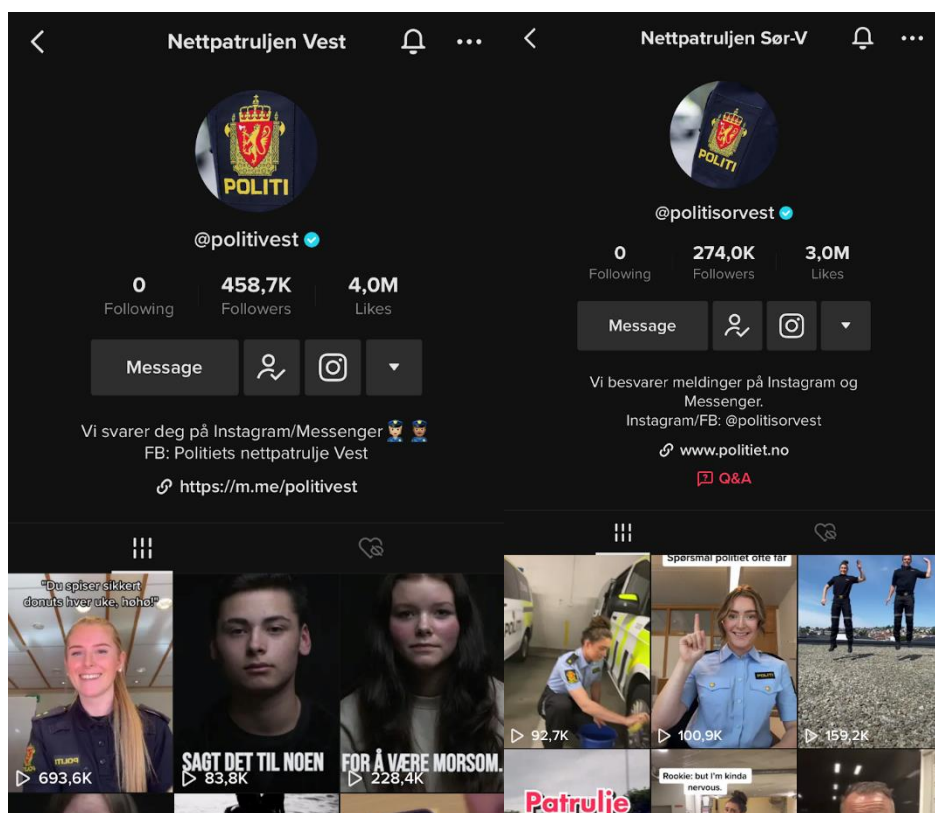 Nettpatruljen Vest
POLITI
@politivest
0
458,7K
4,0M
Following
Followers
Likes
Message
Vi svarer deg på Instagram/Messenger
FB: Politiets nettpatrulje Vest
https://m.me/politivest
"Du spiser sikkert
donuts hver uke, høhø!"
POLITI
693,6K
SAGT DET TIL NOEN
83,8K
FOR Å VÆRE MORSOM.
228,4K
Nettpatruljen Sør-V
POLITI
@politisorvest
0
274,0K
3,0M
Following
Followers
Likes
Message
Vi besvarer meldinger på Instagram og
Messenger.
Instagram/FB: @politisorvest
www.politiet.no
Q&A
92,7K
Spørsmål politiet ofte får
POLITI
100,9K
159,2K
Patrulje
Rookie: but I'm kinda
nervous.